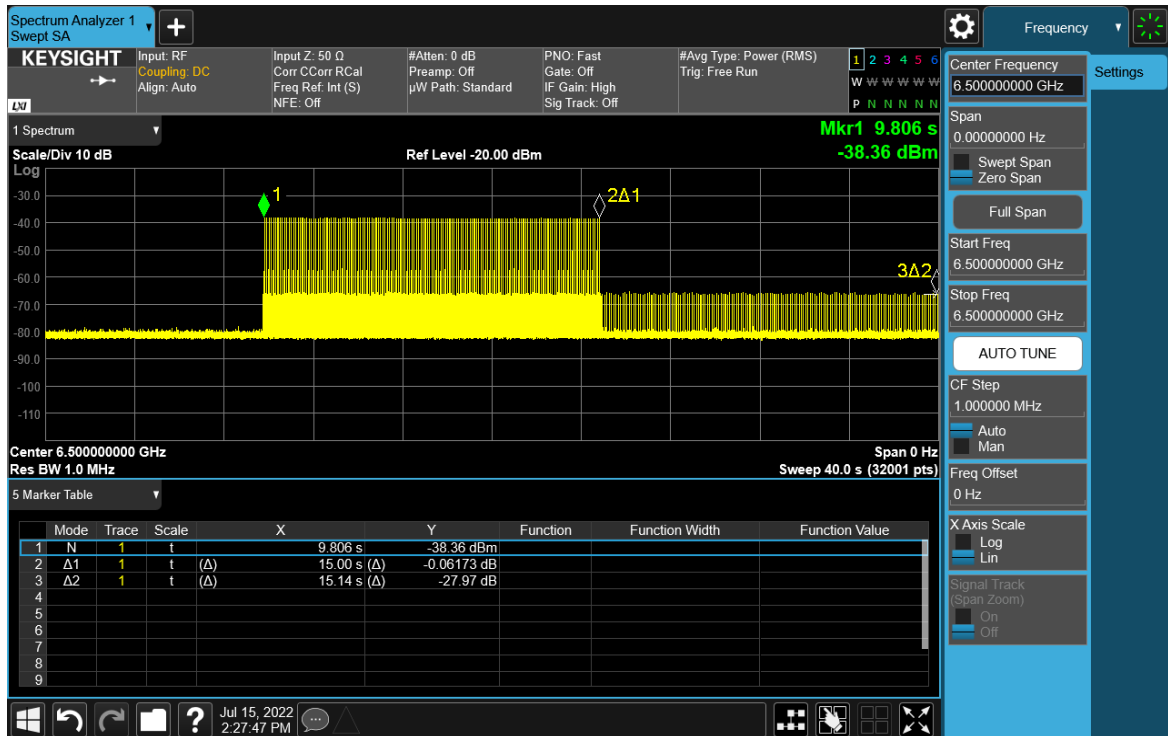 Spectrum Analyzer 1
Swept SA
+
Frequency
KEYSIGHT
LXI
Input: RF
Coupling: DC
Align: Auto
Input Z: 50 Ω
Corr CCorr RCal
Freq Ref: Int (S)
NFE: Off
#Atten: 0 dB
Preamp: Off
µW Path: Standard
PNO: Fast
Gate: Off
IF Gain: High
Sig Track: Off
#Avg Type: Power (RMS)
Trig: Free Run
1 2 3 4 5 6
W W W W W W
P N N N N N
Center Frequency
6.500000000 GHz
Settings
Span
0.00000000 Hz
Swept Span
Zero Span
Full Span
Start Freq
6.500000000 GHz
Stop Freq
6.500000000 GHz
AUTO TUNE
CF Step
1.000000 MHz
Auto
Man
Freq Offset
0 Hz
X Axis Scale
Log
Lin
Signal Track
(Span Zoom)
On
Off
1 Spectrum
Mkr1 9.806 s
-38.36 dBm
Scale/Div 10 dB
Ref Level -20.00 dBm
Log
-30.0
-40.0
-50.0
-60.0
-70.0
-80.0
-90.0
-100
-110
1
2Δ1
3Δ2
Center 6.500000000 GHz
Span 0 Hz
Res BW 1.0 MHz
Sweep 40.0 s (32001 pts)
5 Marker Table
Mode Trace Scale X Y Function Function Width Function Value
1 N 1 t 9.806 s -38.36 dBm
2 Δ1 1 t (Δ) 15.00 s (Δ) -0.06173 dB
3 Δ2 1 t (Δ) 15.14 s (Δ) -27.97 dB
4
5
6
7
8
9
?
Jul 15, 2022
2:27:47 PM